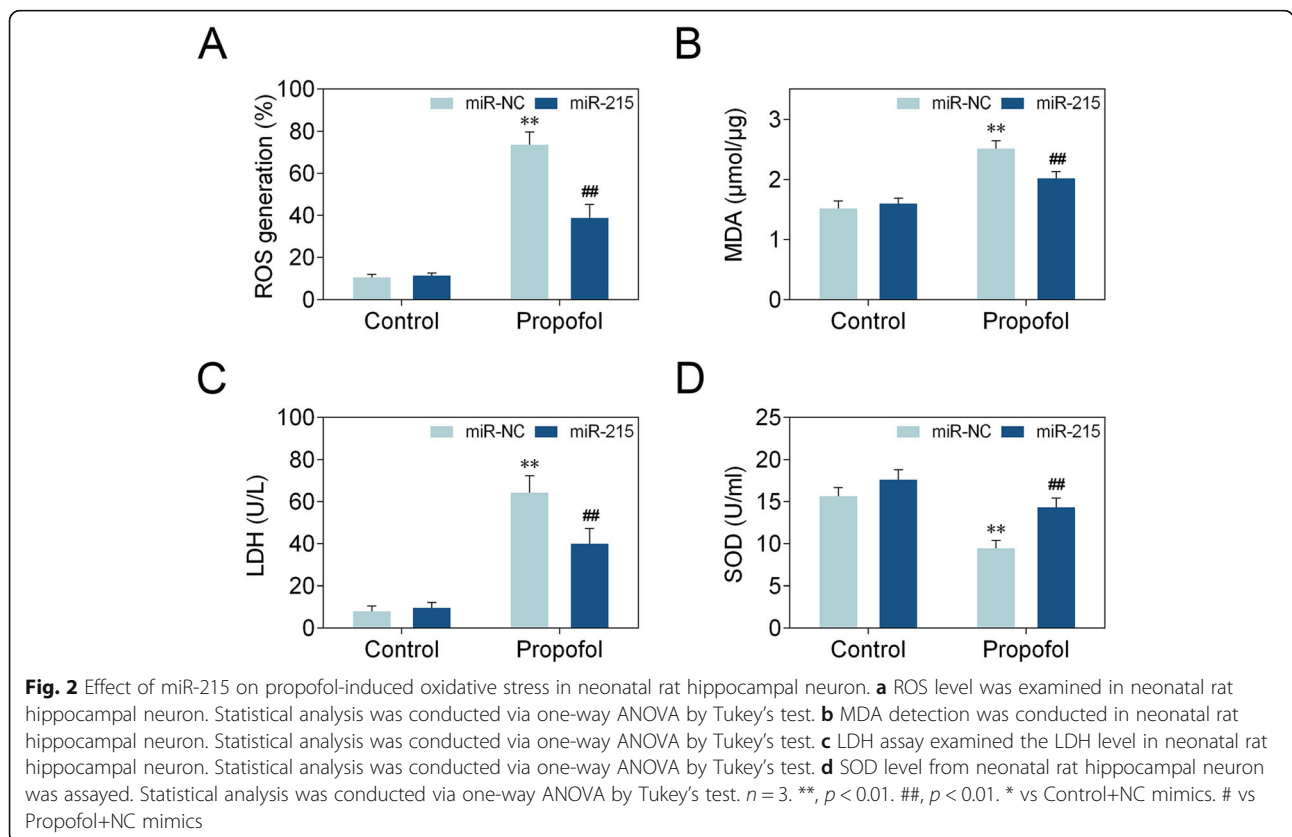 A
ROS generation (%)
100
80
60
40
20
0
miR-NC miR-215
**
##
Control Propofol
B
MDA (μmol/μg)
3
2
1
0
miR-NC miR-215
**
##
Control Propofol
C
LDH (U/L)
100
80
60
40
20
0
miR-NC miR-215
**
##
Control Propofol
D
SOD (U/ml)
25
20
15
10
5
0
miR-NC miR-215
**
##
Control Propofol
Fig. 2 Effect of miR-215 on propofol-induced oxidative stress in neonatal rat hippocampal neuron. a ROS level was examined in neonatal rat
hippocampal neuron. Statistical analysis was conducted via one-way ANOVA by Tukey's test. b MDA detection was conducted in neonatal rat
hippocampal neuron. Statistical analysis was conducted via one-way ANOVA by Tukey's test. c LDH assay examined the LDH level in neonatal rat
hippocampal neuron. Statistical analysis was conducted via one-way ANOVA by Tukey's test. d SOD level from neonatal rat hippocampal neuron
was assayed. Statistical analysis was conducted via one-way ANOVA by Tukey's test. n = 3. **, p < 0.01. ##, p < 0.01. * vs Control+NC mimics. # vs
Propofol+NC mimics